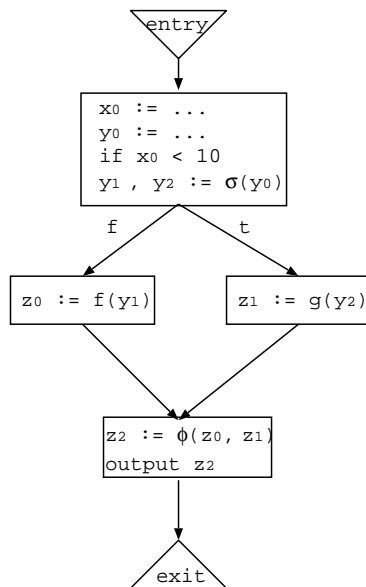 entry
x0 := ...
y0 := ...
if x0 < 10
y1 , y2 := σ(y0)
f
t
z0 := f(y1)
z1 := g(y2)
z2 := ϕ(z0, z1)
output z2
exit